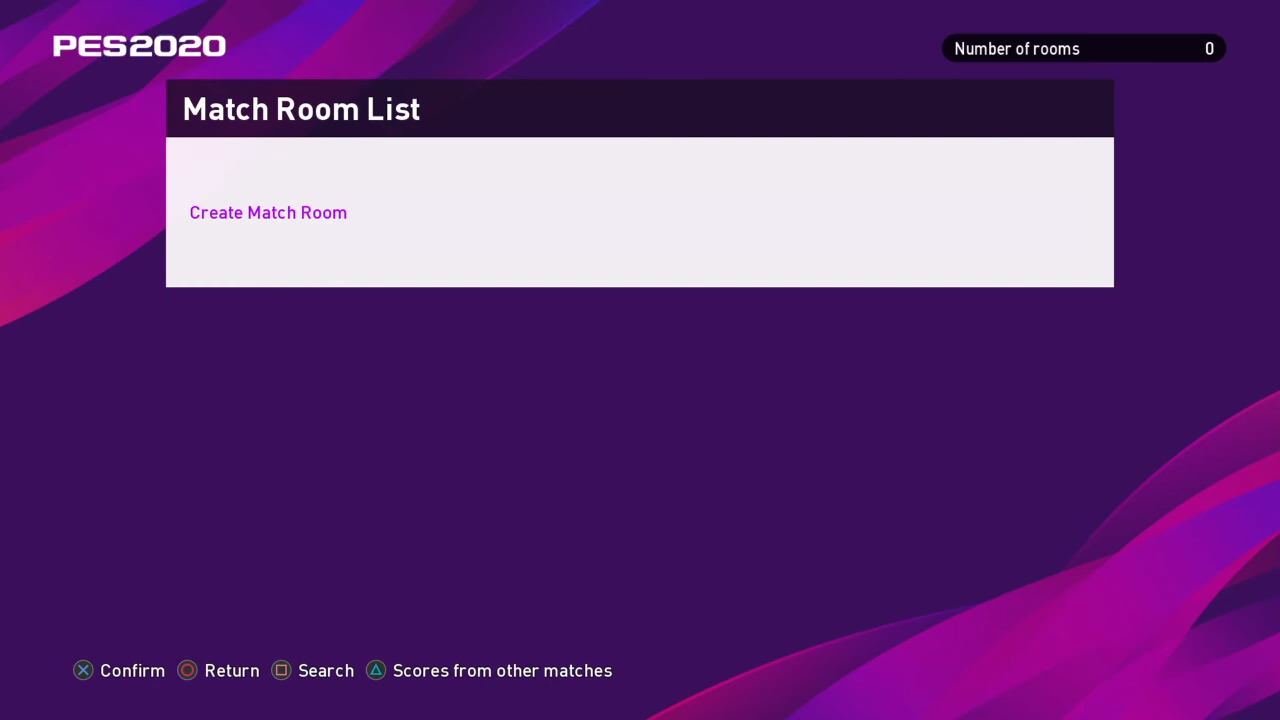 PES2020
Number of rooms 0
Match Room List
Create Match Room
Confirm Return Search Scores from other matches